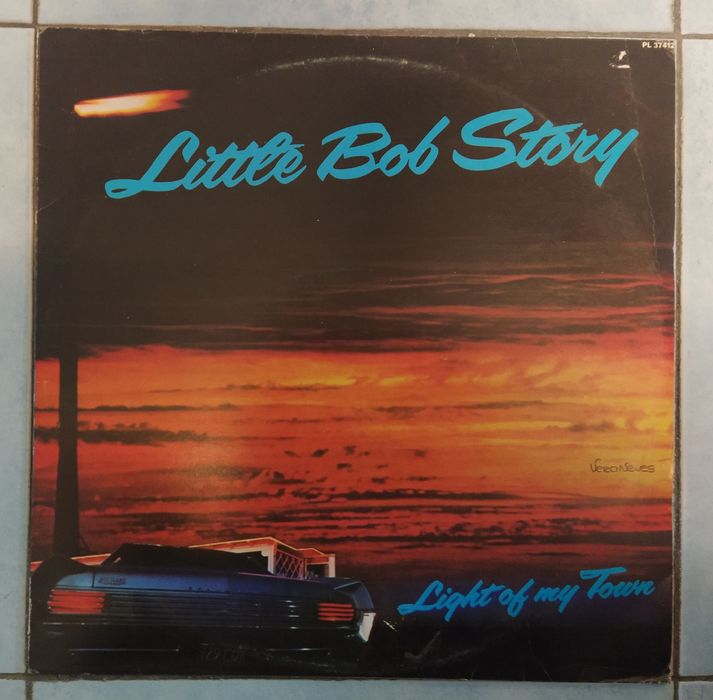 PL 37412
Little Bob Story
Light of my Town